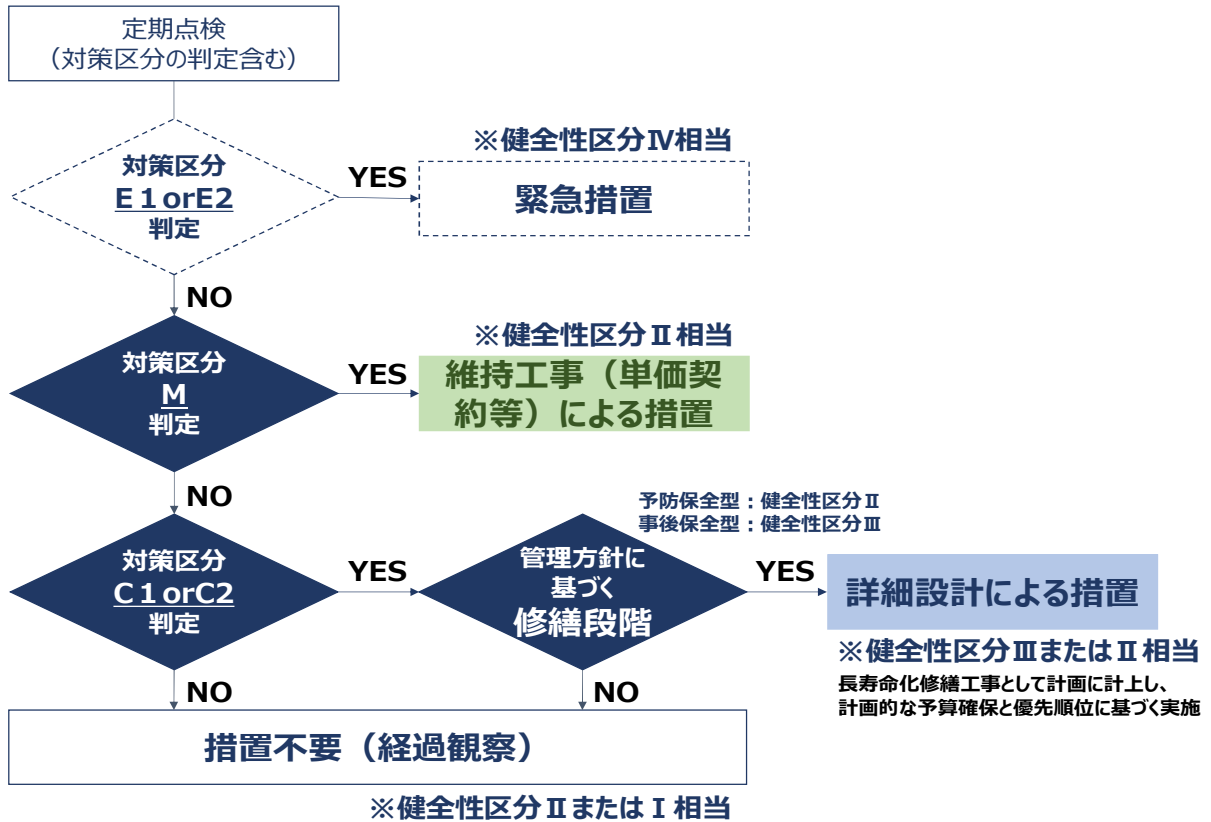 定期点検
（対策区分の判定含む）
対策区分
E１orE2
判定
YES
※健全性区分Ⅳ相当
緊急措置
NO
対策区分
M
判定
YES
※健全性区分Ⅱ相当
維持工事（単価契
約等）による措置
NO
対策区分
C１orC2
判定
YES
予防保全型：健全性区分Ⅱ
事後保全型：健全性区分Ⅲ
管理方針に
基づく
修繕段階
YES
詳細設計による措置
※健全性区分ⅢまたはⅡ相当
長寿命化修繕工事として計画に計上し、
計画的な予算確保と優先順位に基づく実施
NO
NO
措置不要（経過観察）
※健全性区分ⅡまたはⅠ相当